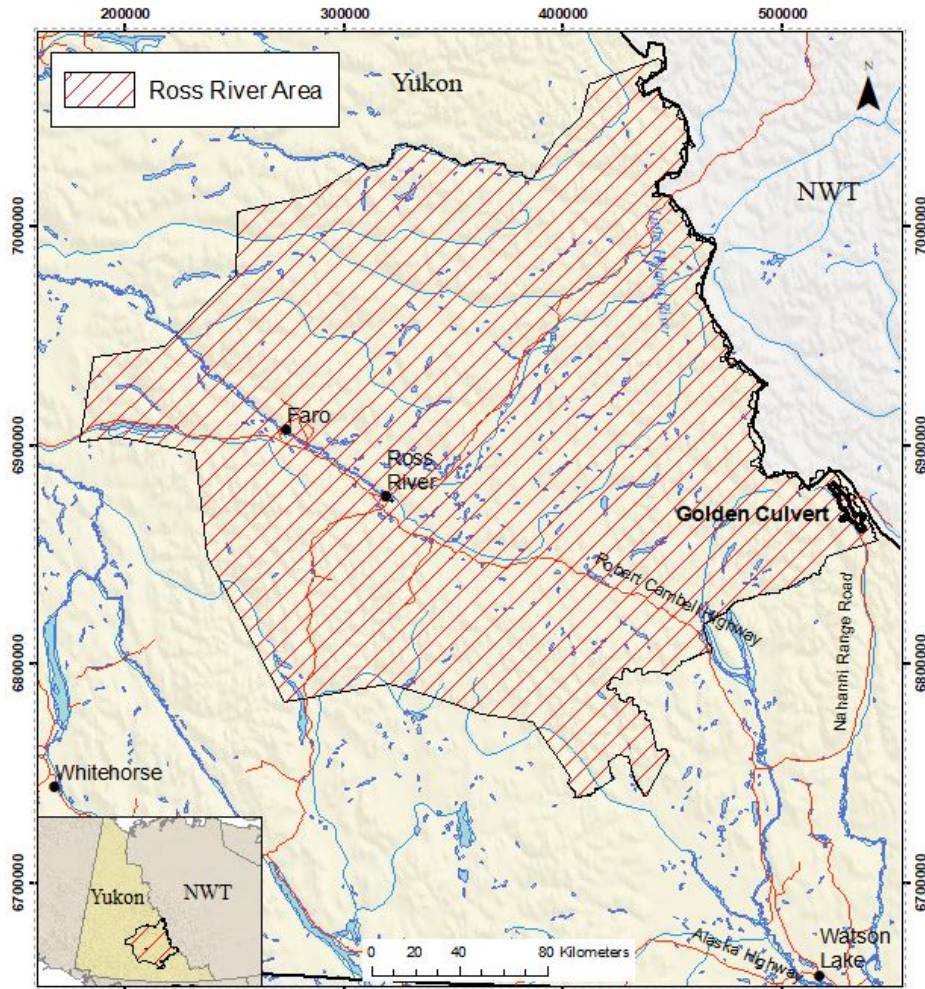 200000
300000
400000
500000
Ross River Area
Yukon
N
NWT
7000000
7000000
6900000
6900000
6800000
6800000
6700000
6700000
Faro
Ross
River
Golden Culvert
Robert Cambell Highway
Nahanni Range Road
Whitehorse
Yukon
NWT
0 20 40 80 Kilometers
Alaska Highway
Watson
Lake